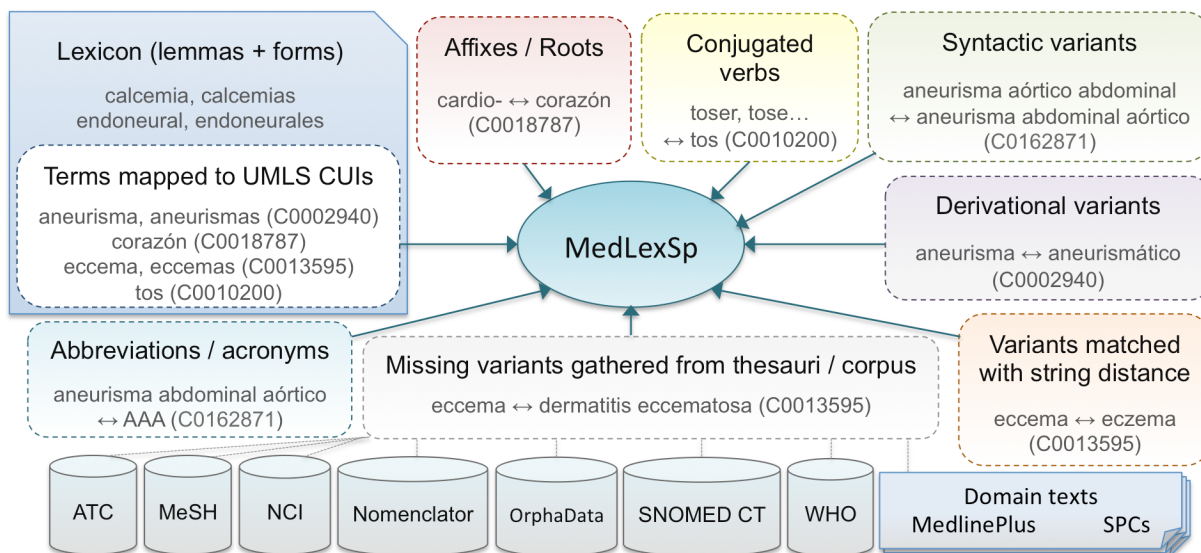 Lexicon (lemmas + forms)
calcemia, calcemias
endoneural, endoneurales
Terms mapped to UMLS CUIs
aneurisma, aneurismas (C0002940)
corazón (C0018787)
eccema, eccemas (C0013595)
tos (C0010200)
Affixes / Roots
cardio- ↔ corazón
(C0018787)
Conjugated
verbs
toser, tose…
↔ tos (C0010200)
Syntactic variants
aneurisma aórtico abdominal
↔ aneurisma abdominal aórtico
(C0162871)
MedLexSp
Derivational variants
aneurisma ↔ aneurismático
(C0002940)
Abbreviations / acronyms
aneurisma abdominal aórtico
↔ AAA (C0162871)
Missing variants gathered from thesauri / corpus
eccema ↔ dermatitis eccematosa (C0013595)
Variants matched
with string distance
eccema ↔ eczema
(C0013595)
ATC
MeSH
NCI
Nomenclator
OrphaData
SNOMED CT
WHO
Domain texts
MedlinePlus SPCs